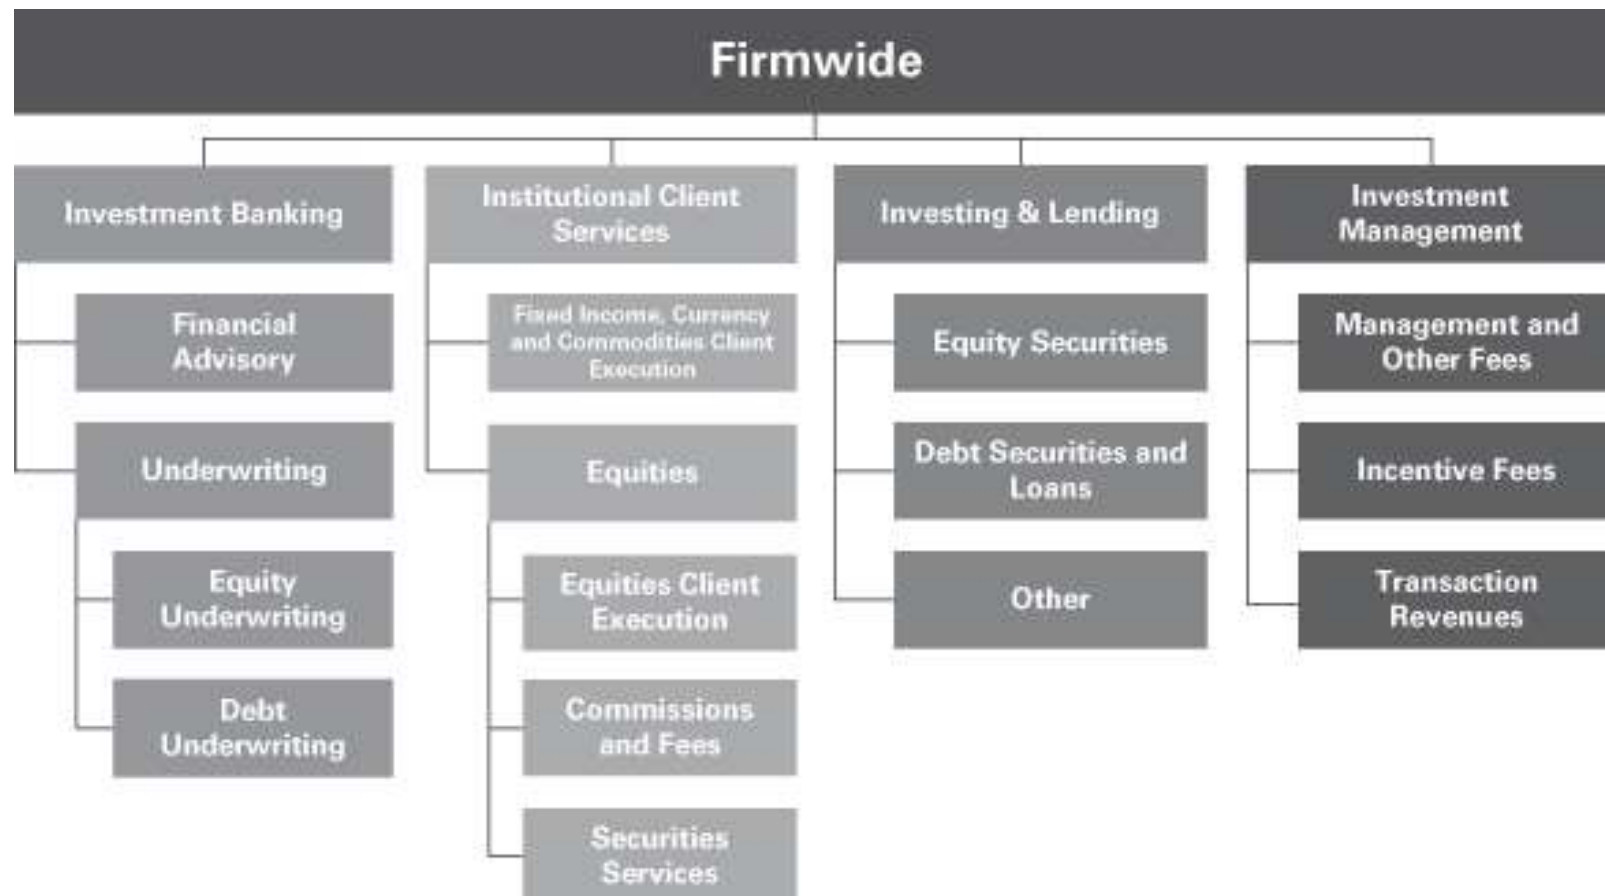 Firmwide
Investment Banking
Financial
Advisory
Underwriting
Equity
Underwriting
Debt
Underwriting
Institutional Client
Services
Fixed Income, Currency
and Commodities Client
Execution
Equities
Equities Client
Execution
Commissions
and Fees
Securities
Services
Investing & Lending
Equity Securities
Debt Securities and
Loans
Other
Investment
Management
Management and
Other Fees
Incentive Fees
Transaction
Revenues